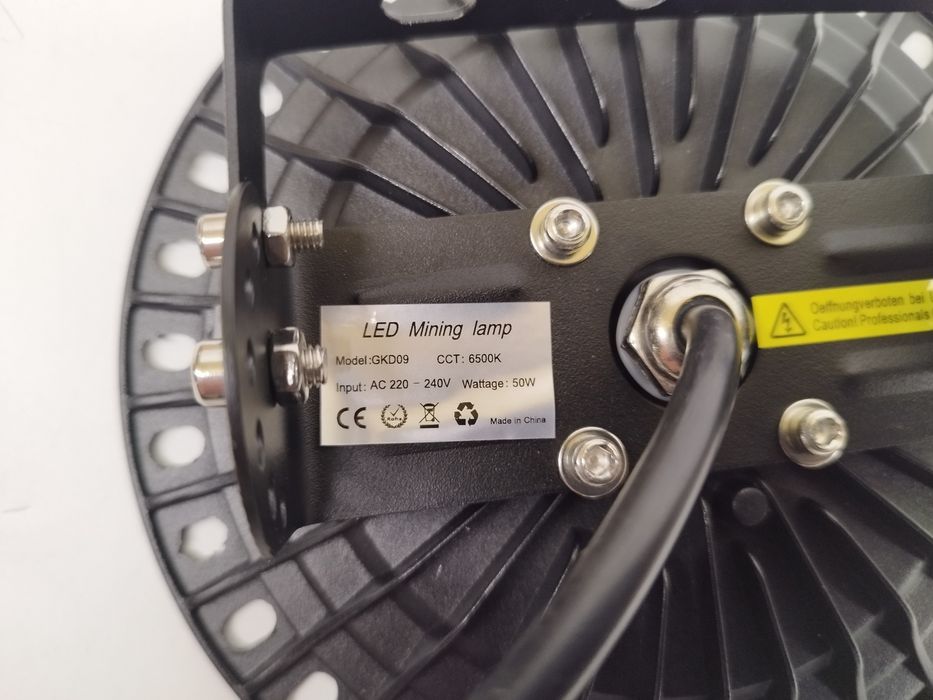 LED Mining lamp
Model:GKD09 CCT: 6500K
Input: AC 220 - 240V Wattage: 50W
CE RoHS Made in China
Oeffnungverboten bei
Caution! Professionals